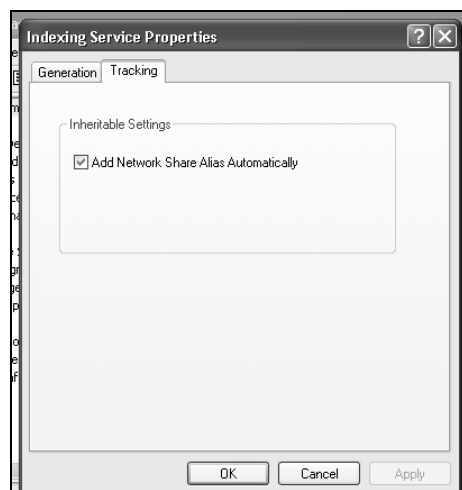 Indexing Service Properties
Generation Tracking
Inheritable Settings
Add Network Share Alias Automatically
OK Cancel Apply